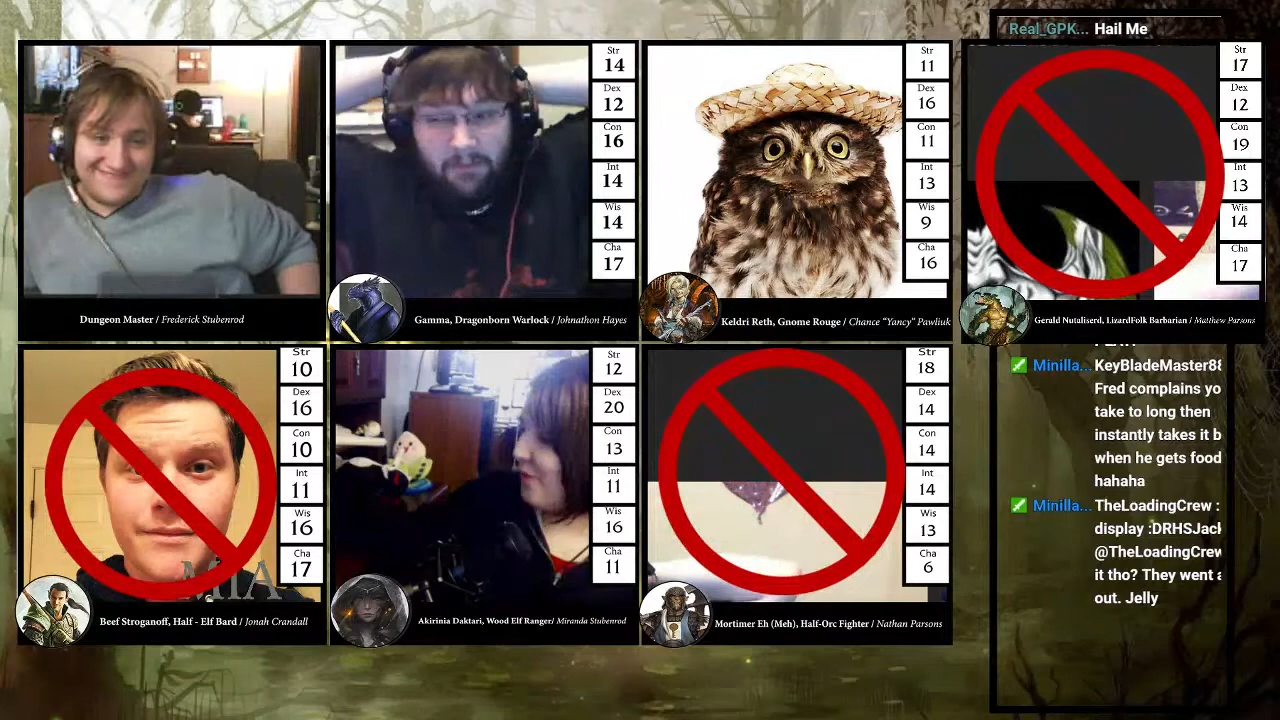 Real_GPK... Hail Me
Str
14
Dex
12
Con
16
Int
14
Wis
14
Cha
17
Str
11
Dex
16
Con
11
Int
13
Wis
9
Cha
16
Str
17
Dex
12
Con
19
Int
13
Wis
14
Cha
17
Dungeon Master / Frederick Stubenrod
Gamma, Dragonborn Warlock / Johnathon Hayes
Keldri Reth, Gnome Rouge / Chance "Yancy" Pawliuk
Gerald Nutaliserd, LizardFolk Barbarian / Matthew Parsons
Str
10
Dex
16
Con
10
Int
11
Wis
16
Cha
17
MIA
Str
12
Dex
20
Con
13
Int
11
Wis
16
Cha
11
Str
18
Dex
14
Con
14
Int
14
Wis
13
Cha
6
Beef Stroganoff, Half - Elf Bard / Jonah Crandall
Akirinia Daktari, Wood Elf Ranger/ Miranda Stubenrod
Mortimer Eh (Meh), Half-Orc Fighter / Nathan Parsons
Minilla... KeyBladeMaster88
Fred complains yo
take to long then
instantly takes it b
when he gets food
hahaha
Minilla... TheLoadingCrew :
display :DRHSJack
@TheLoadingCrew
it tho? They went a
out. Jelly